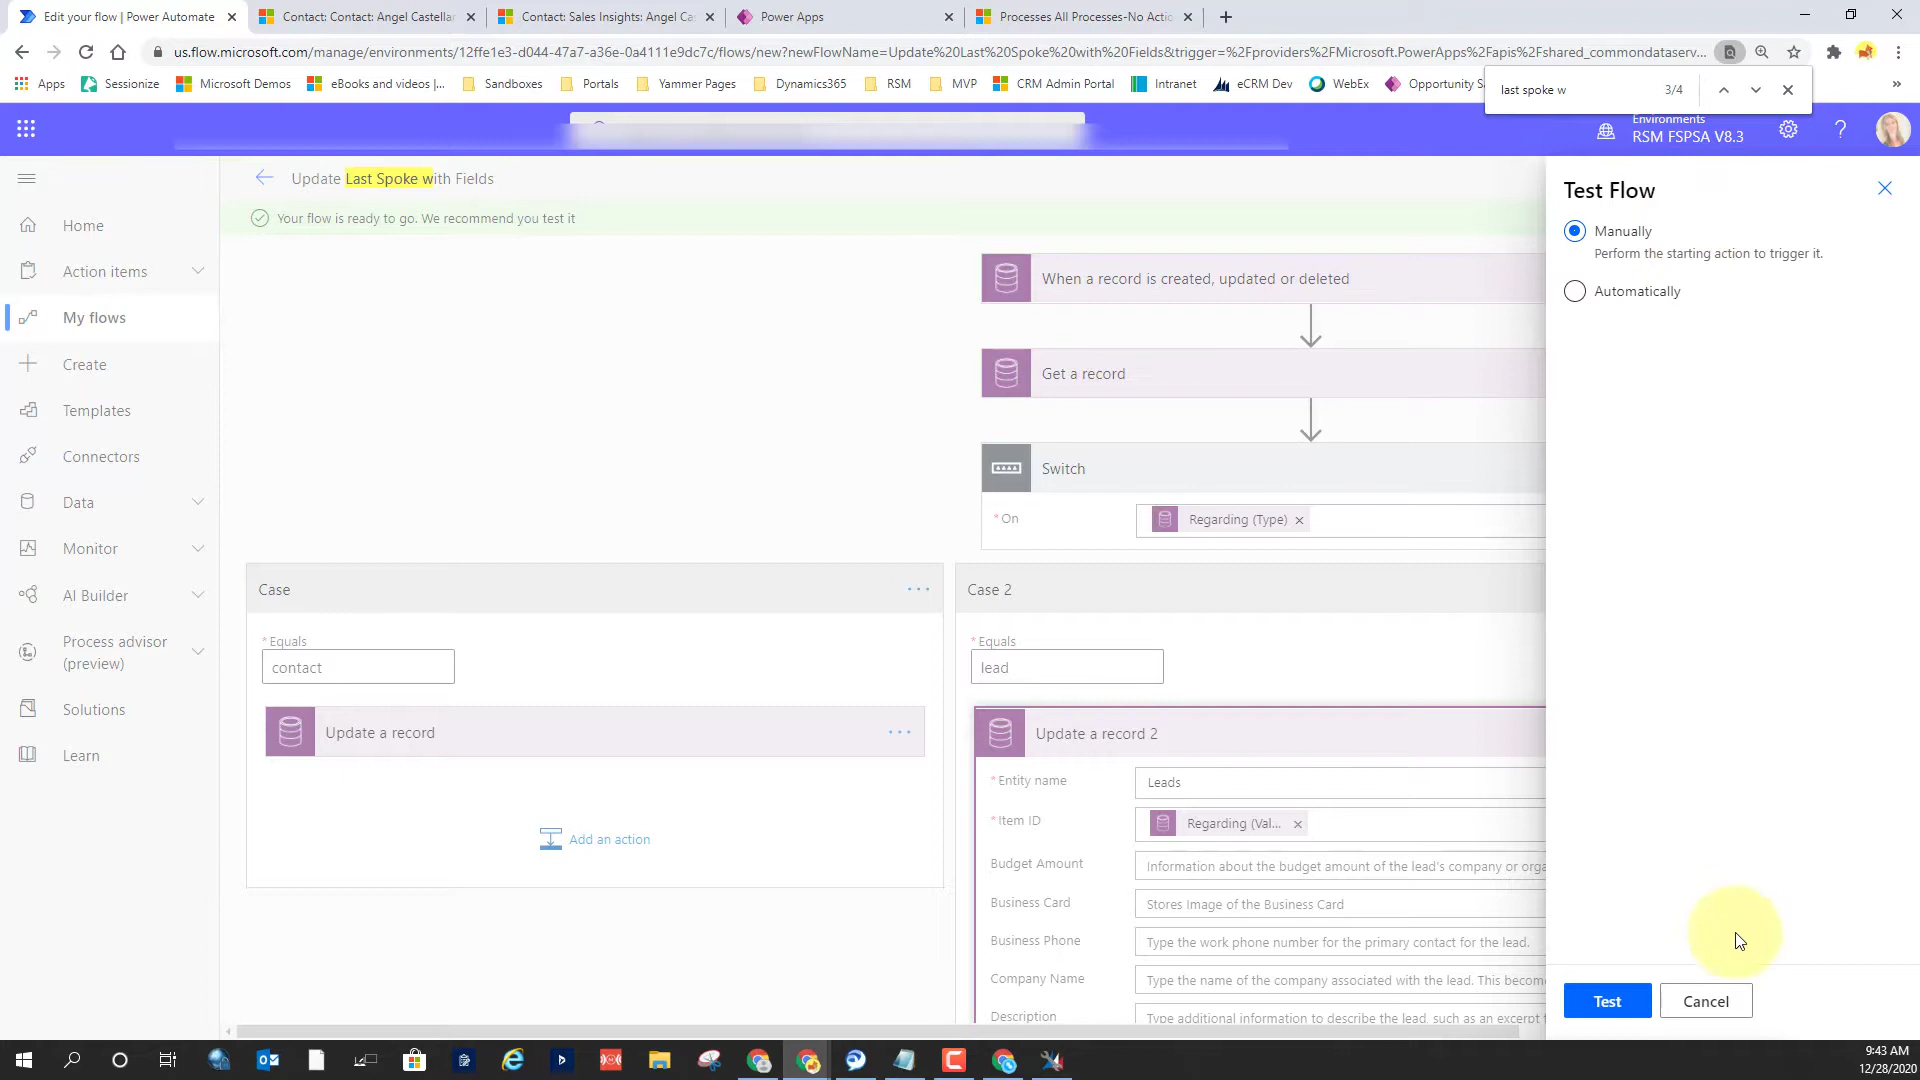 Edit your flow | Power Automate
Contact: Contact: Angel Castellar
Contact: Sales Insights: Angel Cas
Power Apps
Processes All Processes-No Actio
us.flow.microsoft.com/manage/environments/12ffe1e3-d044-47a7-a36e-0a4111e9dc7c/flows/new?newFlowName=Update%20Last%20Spoke%20with%20Fields&trigger=%2Fproviders%2FMicrosoft.PowerApps%2Fapis%2Fshared_commondataserv...
Apps
Sessionize
Microsoft Demos
eBooks and videos |...
Sandboxes
Portals
Yammer Pages
Dynamics365
RSM
MVP
CRM Admin Portal
Intranet
eCRM Dev
WebEx
Opportunity S
»
last spoke w
3/4
Environments
RSM FSPSA V8.3
Update Last Spoke with Fields
Your flow is ready to go. We recommend you test it
Home
Action items
My flows
Create
Templates
Connectors
Data
Monitor
AI Builder
Process advisor
(preview)
Solutions
Learn
When a record is created, updated or deleted
Get a record
Switch
* On
Regarding (Type) ×
Case
* Equals
contact
Update a record
Add an action
Case 2
* Equals
lead
Update a record 2
* Entity name
Leads
* Item ID
Regarding (Val... ×
Budget Amount
Information about the budget amount of the lead's company or orga
Business Card
Stores Image of the Business Card
Business Phone
Type the work phone number for the primary contact for the lead.
Company Name
Type the name of the company associated with the lead. This becom
Description
Type additional information to describe the lead, such as an excerpt f
Test Flow
Manually
Perform the starting action to trigger it.
Automatically
Test
Cancel
9:43 AM
12/28/2020